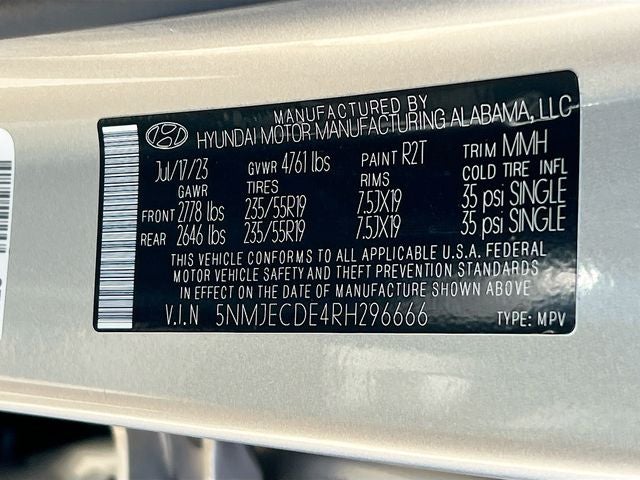 MANUFACTURED BY
HYUNDAI MOTOR MANUFACTURING ALABAMA, LLC
Jul/17/23 GVWR 4761 lbs PAINT R2T TRIM MMH
GAWR TIRES RIMS COLD TIRE INFL
FRONT 2778 lbs 235/55R19 7.5JX19 35 psi SINGLE
REAR 2646 lbs 235/55R19 7.5JX19 35 psi SINGLE
THIS VEHICLE CONFORMS TO ALL APPLICABLE U.S.A. FEDERAL
MOTOR VEHICLE SAFETY AND THEFT PREVENTION STANDARDS
IN EFFECT ON THE DATE OF MANUFACTURE SHOWN ABOVE
V.I.N 5NMJECDE4RH296666 TYPE: MPV